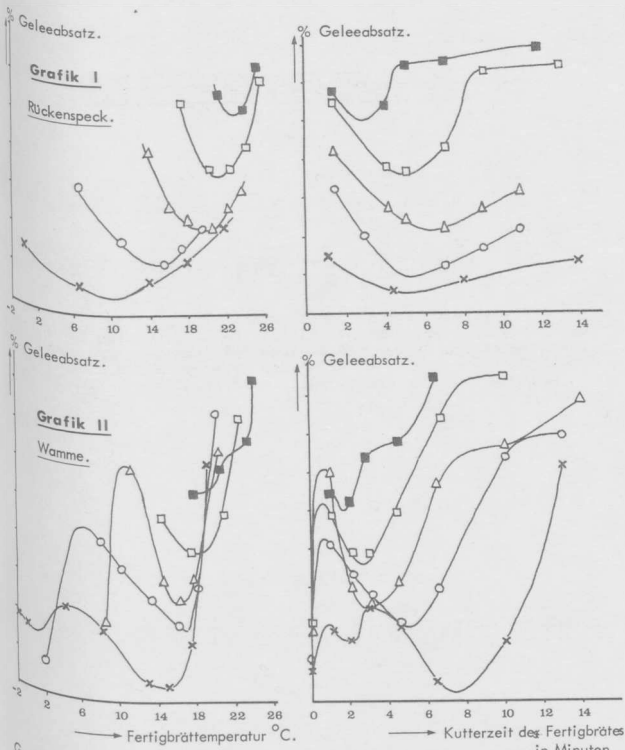 % Geleeabsatz.
Grafik I
Rückenspeck.
-2 2 6 10 14 18 22 26
% Geleeabsatz.
0 2 4 6 8 10 12 14
% Geleeabsatz.
Grafik II
Wamme.
-2 2 6 10 14 18 22 26
Fertigbrättemperatur °C.
% Geleeabsatz.
0 2 4 6 8 10 12 14
Kutterzeit des Fertigbrätes
in Minuten